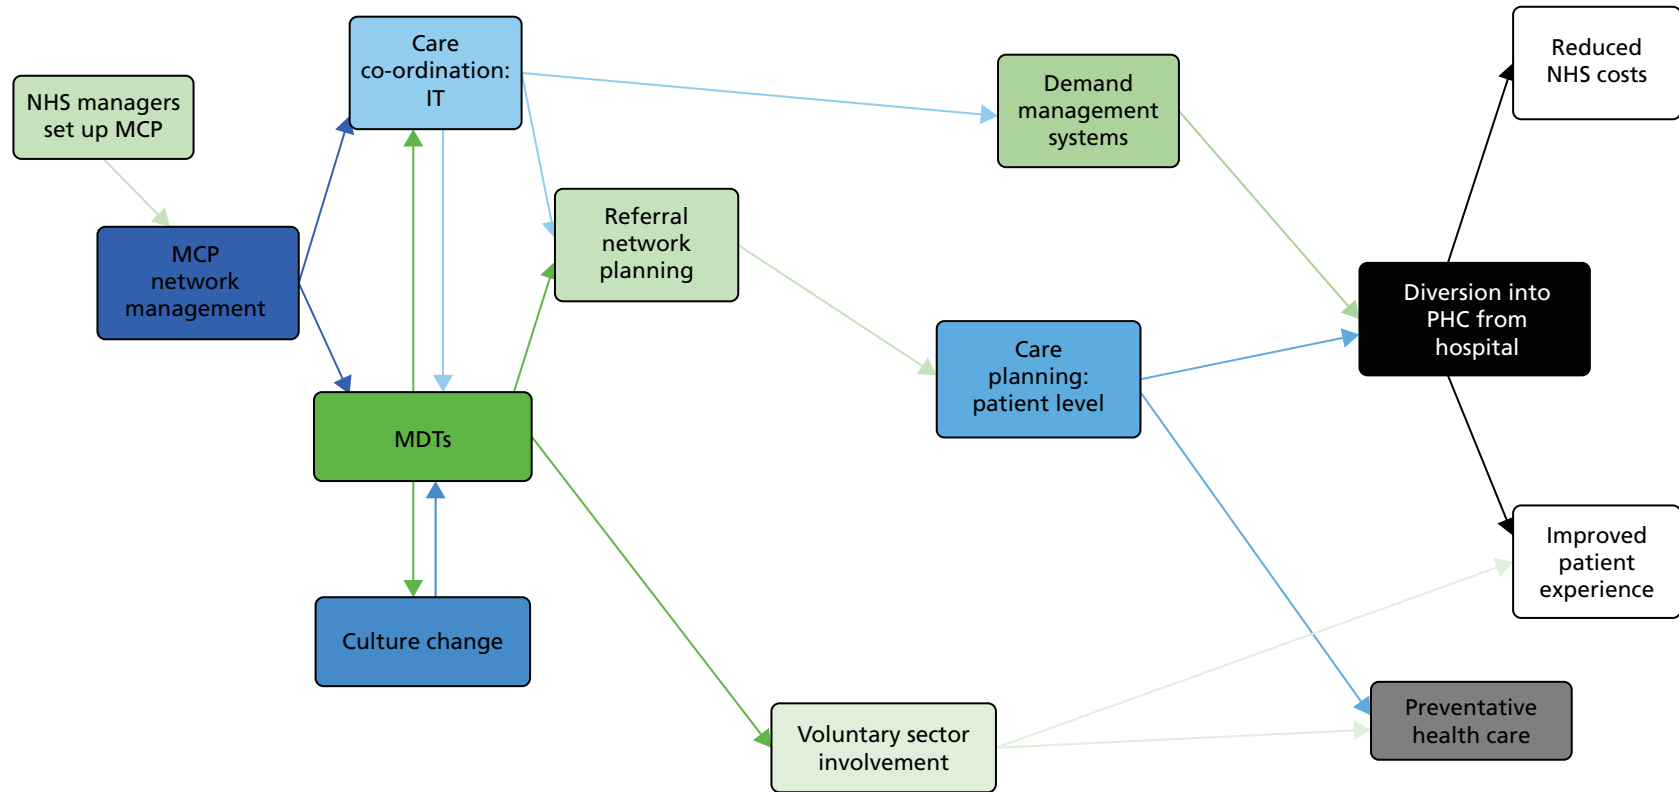 NHS managers
set up MCP
MCP
network
management
Care
co-ordination:
IT
MDTs
Culture change
Referral
network
planning
Voluntary sector
involvement
Demand
management
systems
Care
planning:
patient level
Diversion into
PHC from
hospital
Reduced
NHS costs
Improved
patient
experience
Preventative
health care